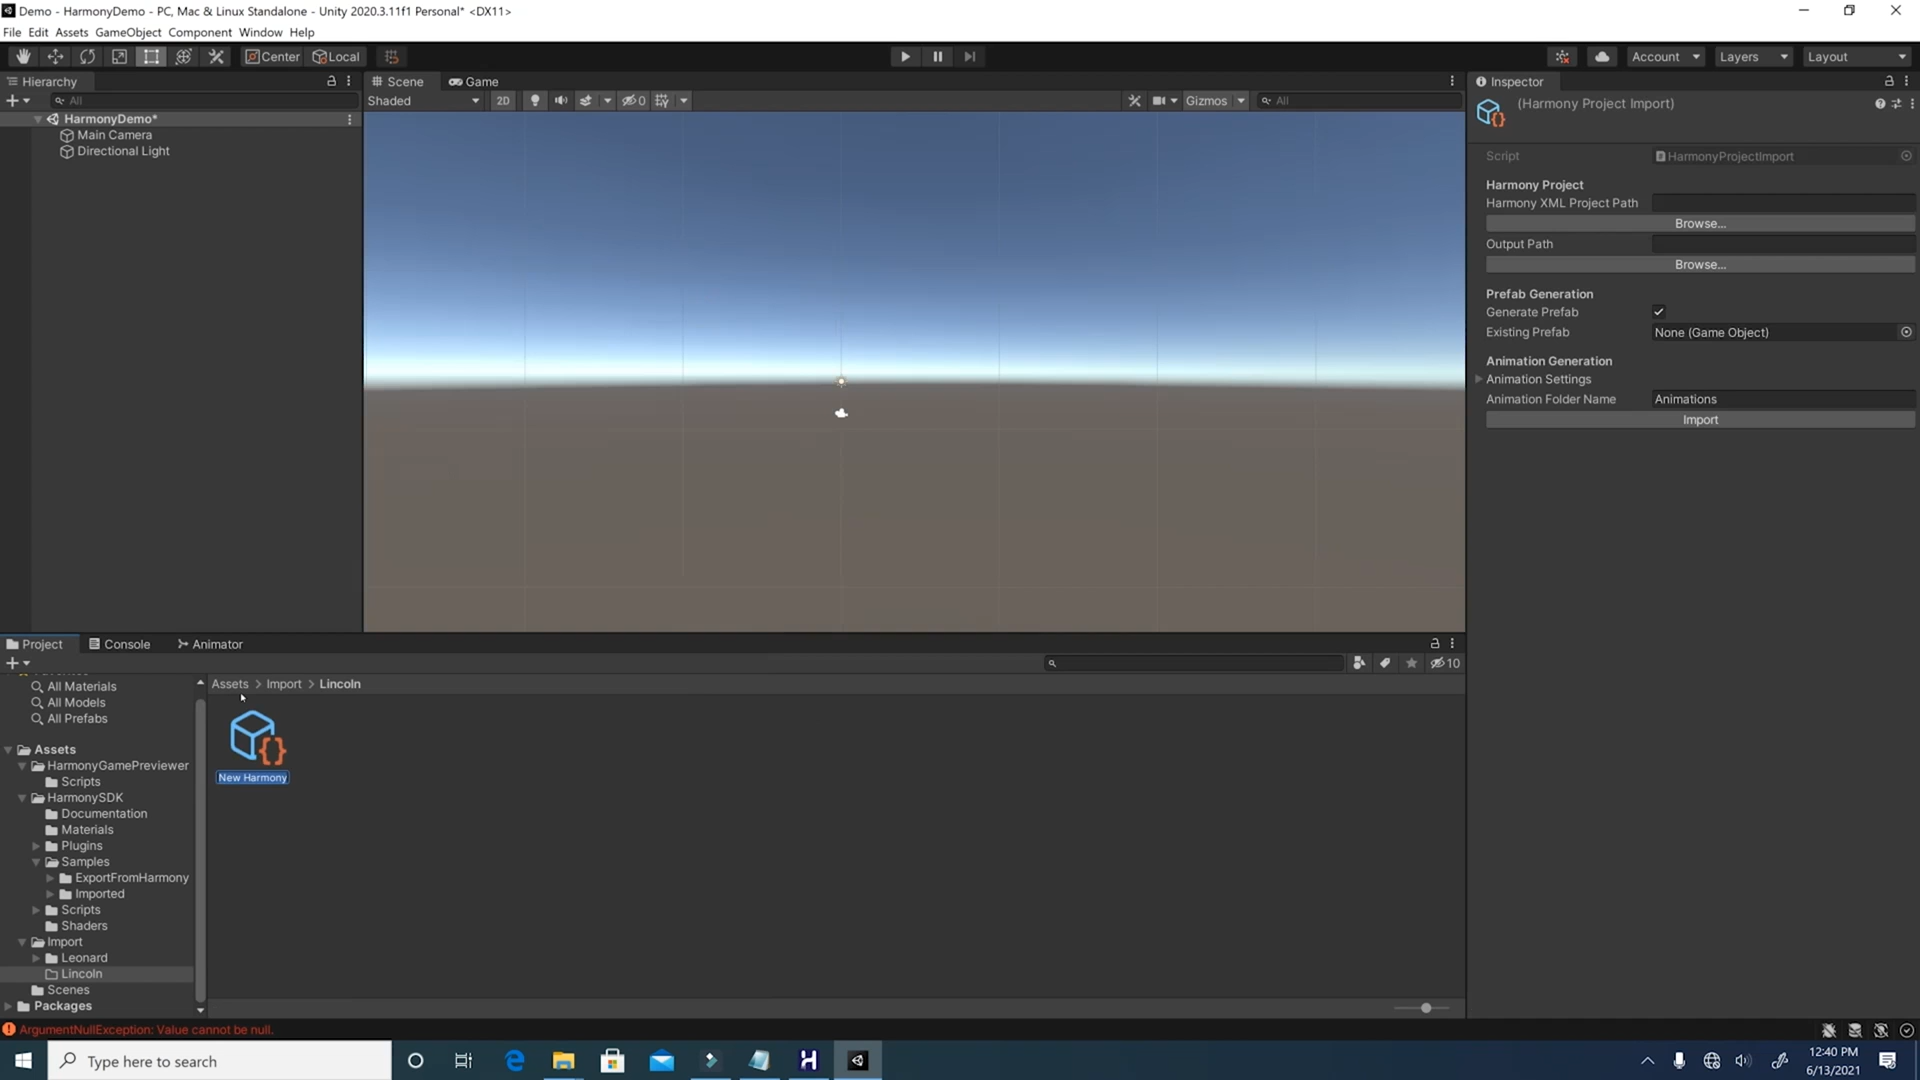 Demo - HarmonyDemo - PC, Mac & Linux Standalone - Unity 2020.3.11f1 Personal* <DX11>
File Edit Assets GameObject Component Window Help
Center Local Account Layers Layout
Hierarchy
All
HarmonyDemo*
Main Camera
Directional Light
Scene Game
Shaded 2D 0 Gizmos All
Inspector
(Harmony Project Import)
Script HarmonyProjectImport
Harmony Project
Harmony XML Project Path
Browse...
Output Path
Browse...
Prefab Generation
Generate Prefab
Existing Prefab None (Game Object)
Animation Generation
Animation Settings
Animation Folder Name Animations
Import
Project Console Animator
10
All Materials
All Models
All Prefabs
Assets
HarmonyGamePreviewer
Scripts
HarmonySDK
Documentation
Materials
Plugins
Samples
ExportFromHarmony
Imported
Scripts
Shaders
Import
Leonard
Lincoln
Scenes
Packages
Assets > Import > Lincoln
New Harmony
ArgumentNullException: Value cannot be null.
Type here to search
12:40 PM
6/13/2021